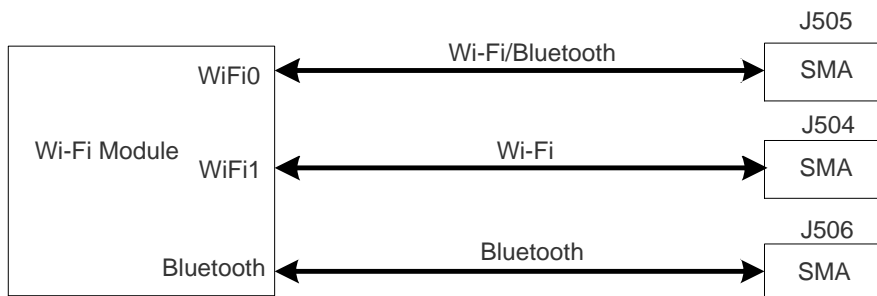 J505
Wi-Fi/Bluetooth
WiFi0
SMA
J504
Wi-Fi Module
Wi-Fi
WiFi1
SMA
J506
Bluetooth
Bluetooth
SMA